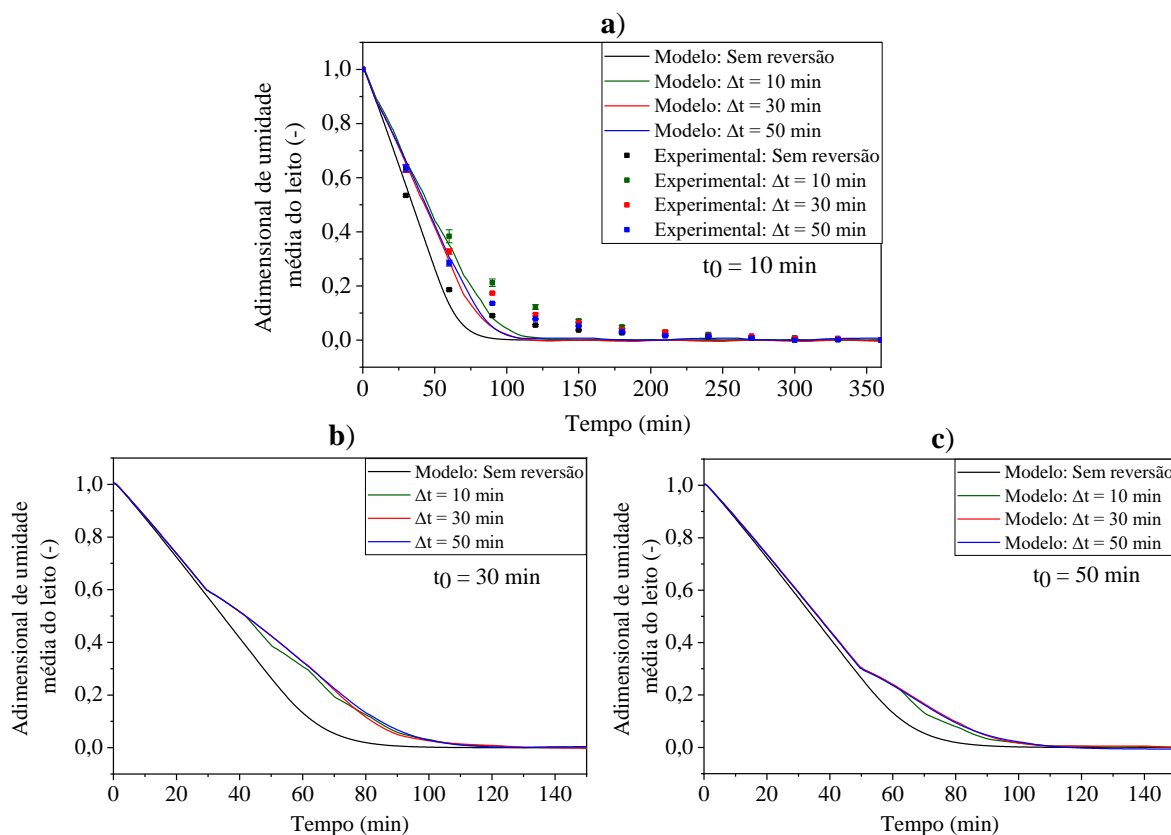 a)
Adimensional de umidade
média do leito (-)
1,0
0,8
0,6
0,4
0,2
0,0
Modelo: Sem reversão
Modelo: Δt = 10 min
Modelo: Δt = 30 min
Modelo: Δt = 50 min
Experimental: Sem reversão
Experimental: Δt = 10 min
Experimental: Δt = 30 min
Experimental: Δt = 50 min
t0 = 10 min
0 50 100 150 200 250 300 350
Tempo (min)
b)
Adimensional de umidade
média do leito (-)
1,0
0,8
0,6
0,4
0,2
0,0
Modelo: Sem reversão
Δt = 10 min
Δt = 30 min
Δt = 50 min
t0 = 30 min
0 20 40 60 80 100 120 140
Tempo (min)
c)
Adimensional de umidade
média do leito (-)
1,0
0,8
0,6
0,4
0,2
0,0
Modelo: Sem reversão
Modelo: Δt = 10 min
Modelo: Δt = 30 min
Modelo: Δt = 50 min
t0 = 50 min
0 20 40 60 80 100 120 140
Tempo (min)